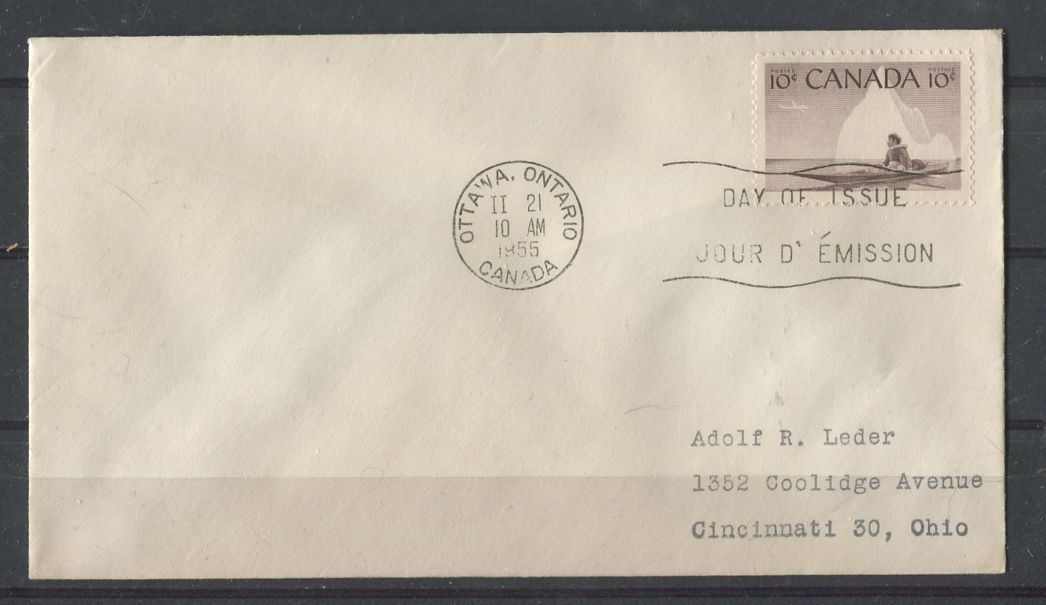 POSTES POSTAGE
10¢ CANADA 10¢
OTTAWA, ONTARIO
II 21
10 AM
1955
CANADA
DAY OF ISSUE
JOUR D' ÉMISSION
Adolf R. Leder
1352 Coolidge Avenue
Cincinnati 30, Ohio